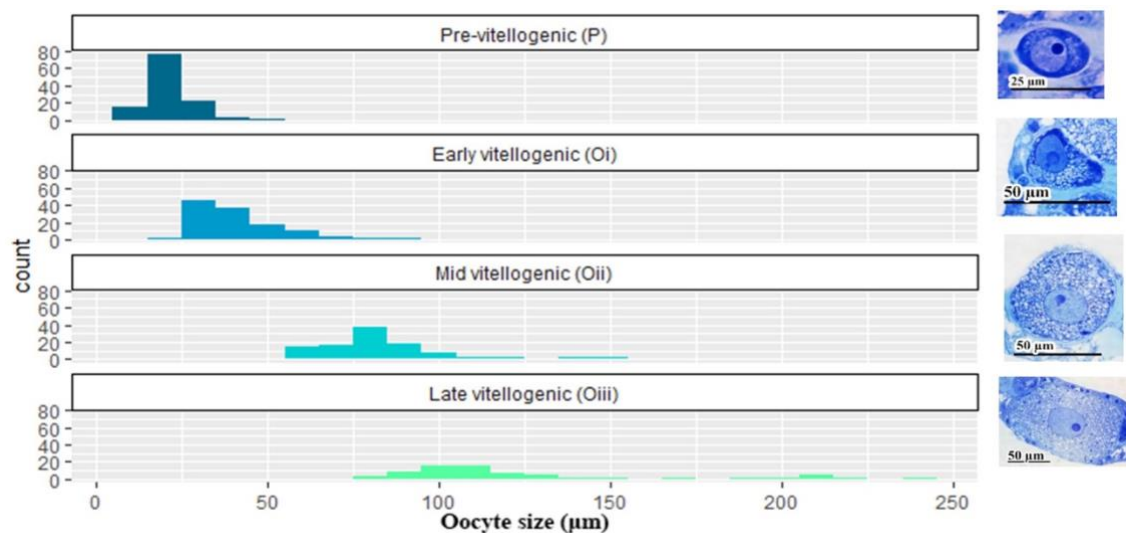 Pre-vitellogenic (P)
80
60
40
20
0
25 µm
Early vitellogenic (Oi)
80
60
40
20
0
50 µm
Mid vitellogenic (Oii)
80
60
40
20
0
50 µm
Late vitellogenic (Oiii)
80
60
40
20
0
50 µm
count
0 50 100 150 200 250
Oocyte size (µm)